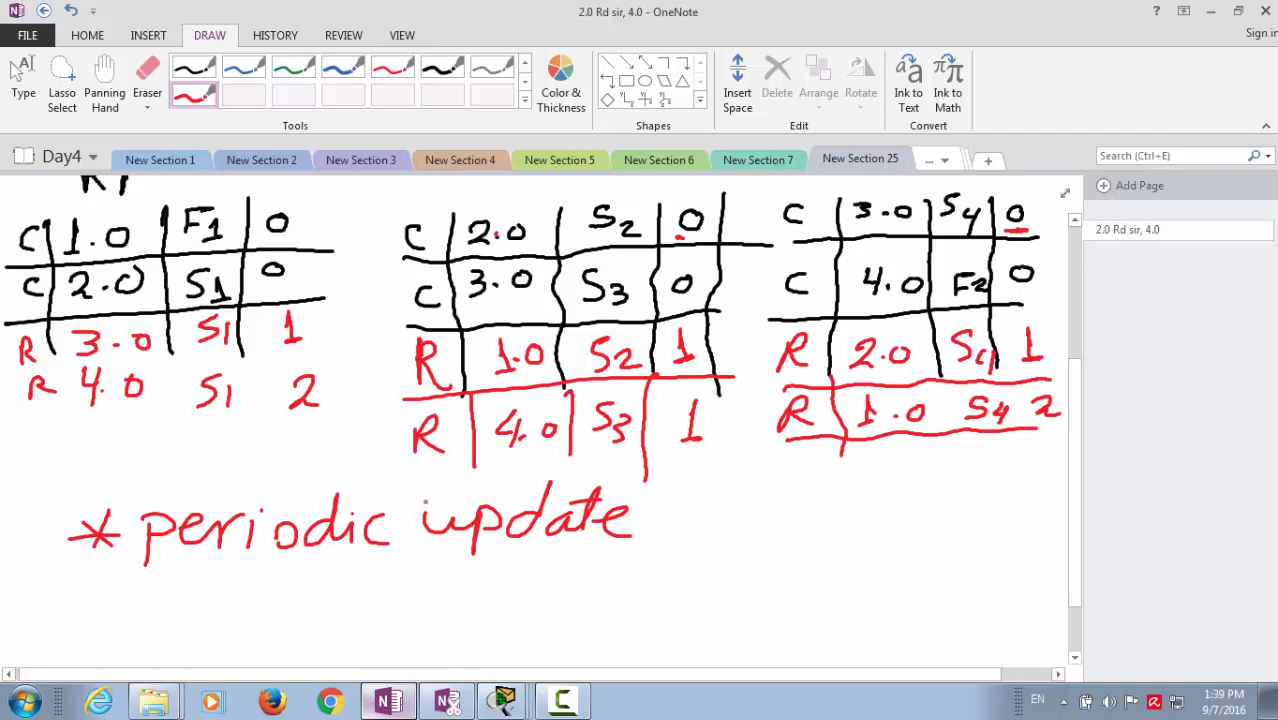 2.0 Rd sir, 4.0 - OneNote
FILE HOME INSERT DRAW HISTORY REVIEW VIEW
Sign in
Type
Lasso Select
Panning Hand
Eraser
Color & Thickness
Insert Space
Delete
Arrange
Rotate
Ink to Text
Ink to Math
Tools Shapes Edit Convert
Day4 New Section 1 New Section 2 New Section 3 New Section 4 New Section 5 New Section 6 New Section 7 New Section 25 ... Search (Ctrl+E)
Add Page
2.0 Rd sir, 4.0
C 1.0 F1 0
C 2.0 S1 0
R 3.0 S1 1
R 4.0 S1 2
C 2.0 S2 0
C 3.0 S3 0
R 1.0 S2 1
R 4.0 S3 1
C 3.0 S4 0
C 4.0 F2 0
R 2.0 S4 1
R 1.0 S4 2
* periodic update
EN
1:39 PM
9/7/2016